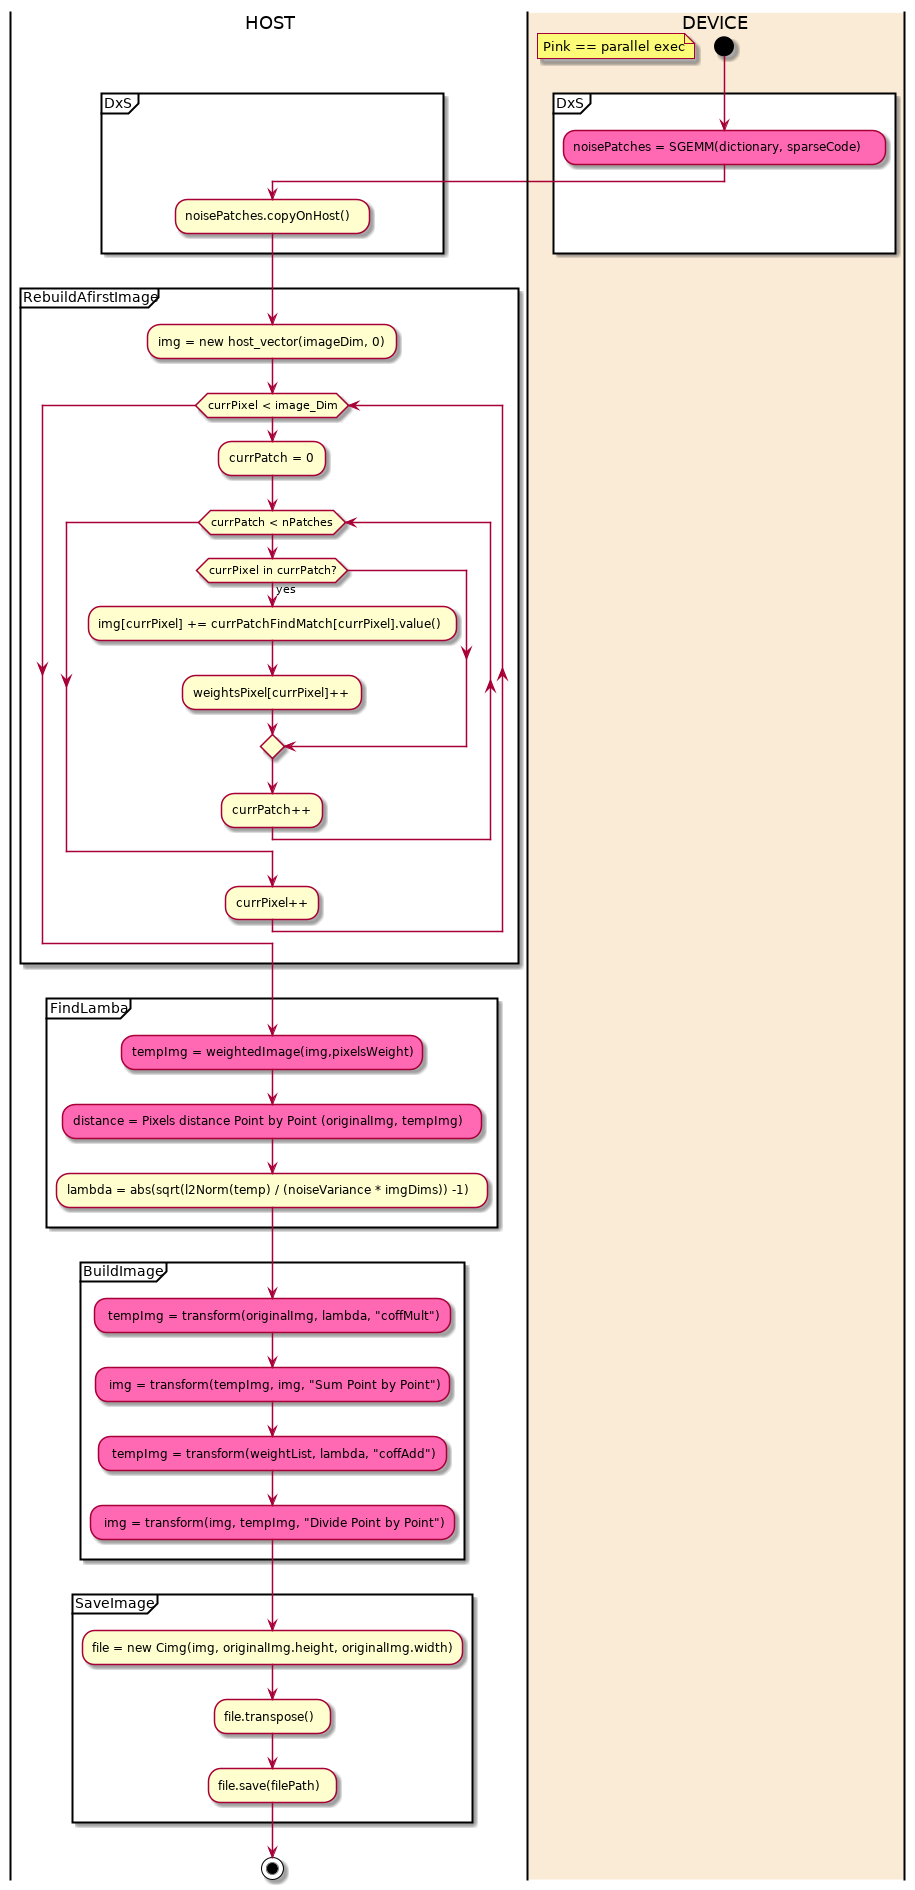 HOST
DEVICE
Pink == parallel exec
DxS
DxS
noisePatches = SGEMM(dictionary, sparseCode)
noisePatches.copyOnHost()
RebuildAfirstImage
img = new host_vector(imageDim, 0)
currPixel < image_Dim
currPatch = 0
currPatch < nPatches
currPixel in currPatch?
yes
img[currPixel] += currPatchFindMatch[currPixel].value()
weightsPixel[currPixel]++
currPatch++
currPixel++
FindLamba
tempImg = weightedImage(img,pixelsWeight)
distance = Pixels distance Point by Point (originalImg, tempImg)
lambda = abs(sqrt(l2Norm(temp) / (noiseVariance * imgDims)) -1)
BuildImage
tempImg = transform(originalImg, lambda, "coffMult")
img = transform(tempImg, img, "Sum Point by Point")
tempImg = transform(weightList, lambda, "coffAdd")
img = transform(img, tempImg, "Divide Point by Point")
SaveImage
file = new Cimg(img, originalImg.height, originalImg.width)
file.transpose()
file.save(filePath)